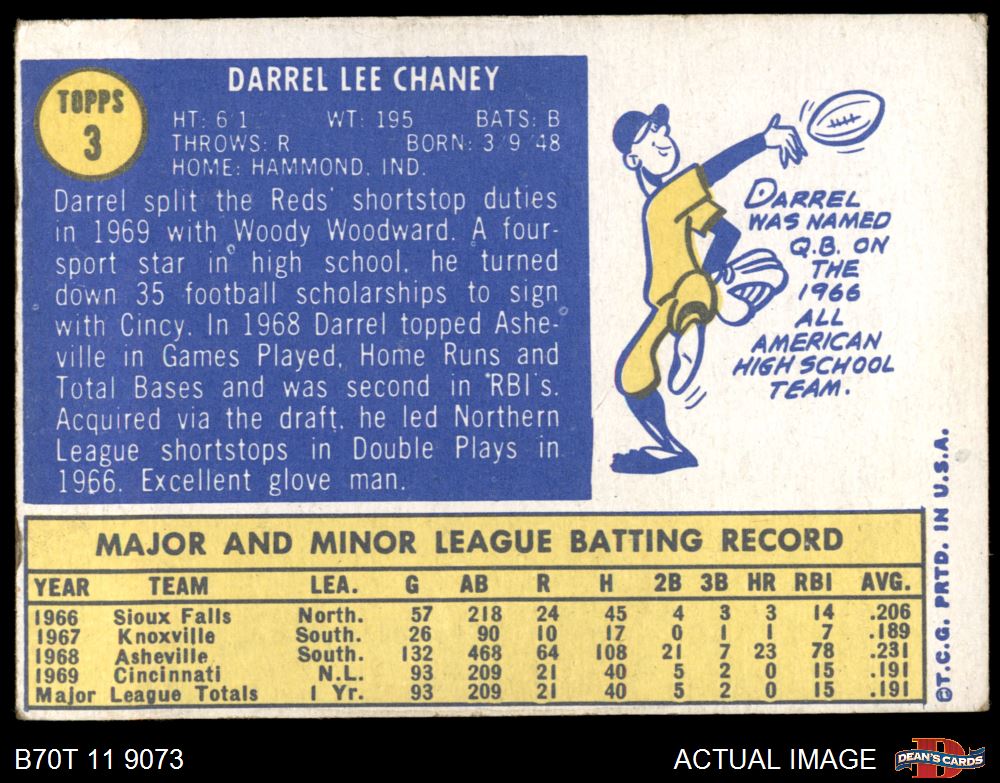 TOPPS
3
DARREL LEE CHANEY
HT: 6 1 WT: 195 BATS: B
THROWS: R BORN: 3 9 48
HOME: HAMMOND, IND.
Darrel split the Reds' shortstop duties
in 1969 with Woody Woodward. A four-
sport star in high school, he turned
down 35 football scholarships to sign
with Cincy. In 1968 Darrel topped Ashe-
ville in Games Played, Home Runs and
Total Bases and was second in RBI's.
Acquired via the draft, he led Northern
League shortstops in Double Plays in
1966. Excellent glove man.
DARREL
WAS NAMED
Q.B. ON
THE
1966
ALL
AMERICAN
HIGH SCHOOL
TEAM.
MAJOR AND MINOR LEAGUE BATTING RECORD
YEAR TEAM LEA. G AB R H 2B 3B HR RBI AVG.
1966 Sioux Falls North. 57 218 24 45 4 3 3 14 .206
1967 Knoxville South. 26 90 10 17 0 1 1 7 .189
1968 Asheville South. 132 468 64 108 21 7 23 78 .231
1969 Cincinnati N.L. 93 209 21 40 5 2 0 15 .191
Major League Totals 1 Yr. 93 209 21 40 5 2 0 15 .191
©T.C.G. PRTD. IN U.S.A.
B70T 11 9073
ACTUAL IMAGE
D
DEAN'S CARDS